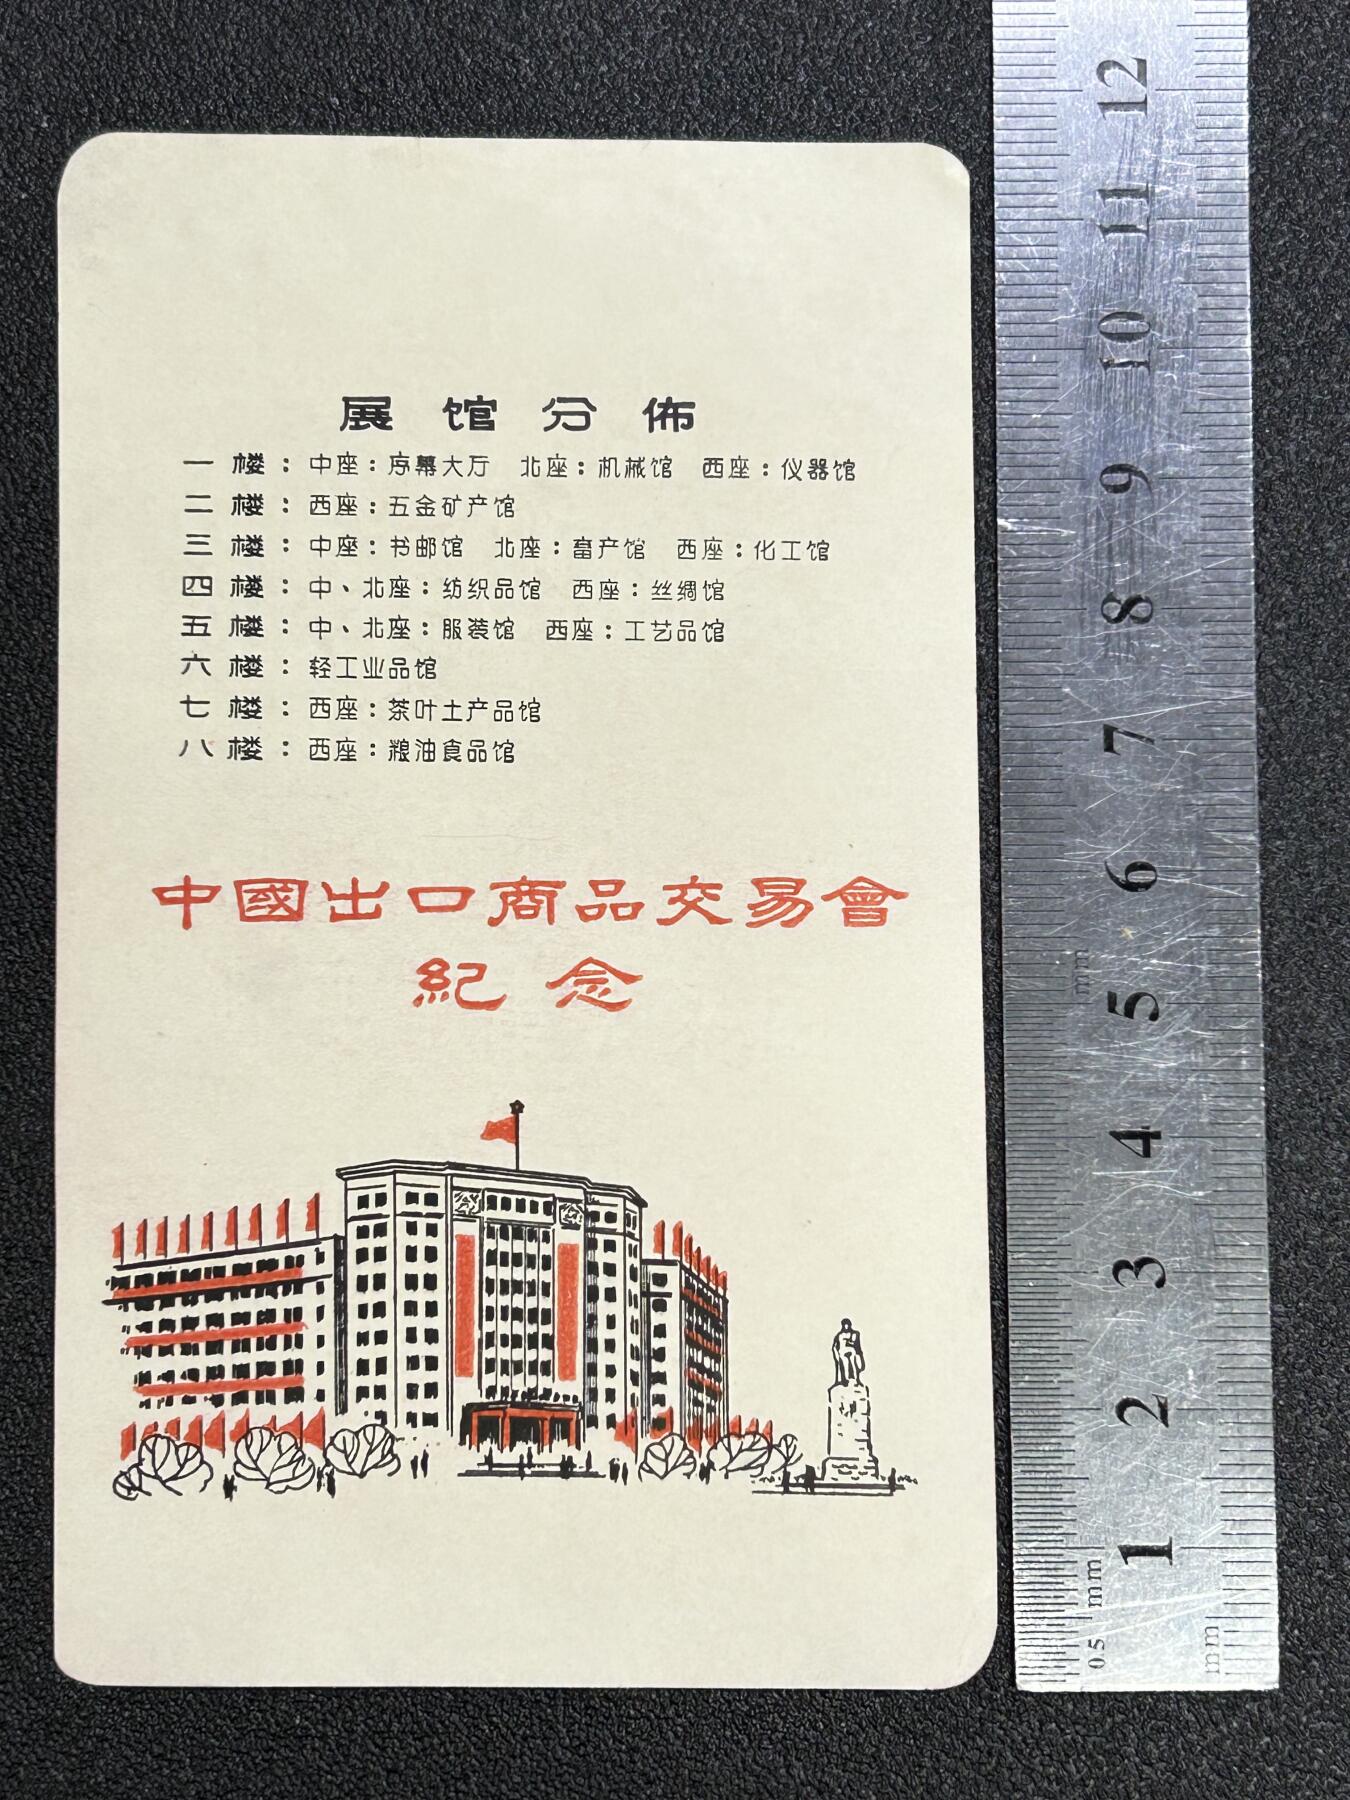 展馆分佈
一楼：中座：序幕大厅 北座：机械馆 西座：仪器馆
二楼：西座：五金矿产馆
三楼：中座：书邮馆 北座：畜产馆 西座：化工馆
四楼：中、北座：纺织品馆 西座：丝绸馆
五楼：中、北座：服装馆 西座：工艺品馆
六楼：轻工业品馆
七楼：西座：茶叶土产品馆
八楼：西座：粮油食品馆
中國出口商品交易會
紀念
12
11
10
9
8
7
6
5
mm
4
3
2
1
0.5 mm
mm